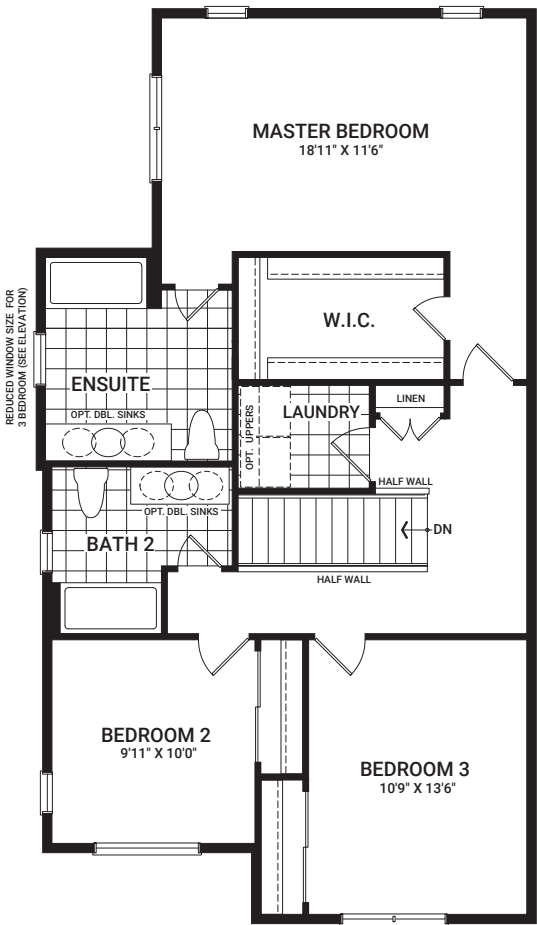 MASTER BEDROOM
18'11" X 11'6"
REDUCED WINDOW SIZE FOR
3 BEDROOM (SEE ELEVATION)
W.I.C.
ENSUITE
OPT. DBL. SINKS
OPT. UPPERS
LAUNDRY
LINEN
HALF WALL
OPT. DBL. SINKS
BATH 2
DN
HALF WALL
BEDROOM 2
9'11" X 10'0"
BEDROOM 3
10'9" X 13'6"